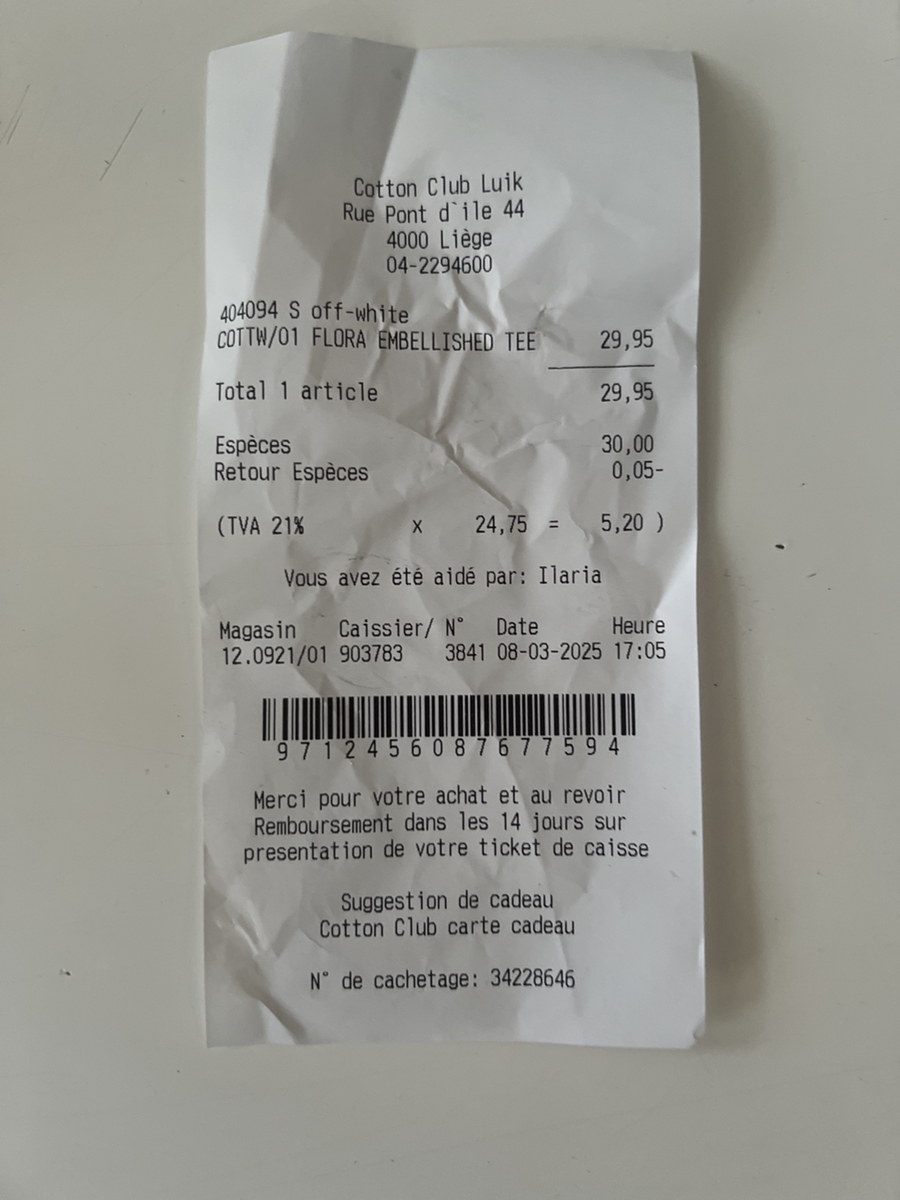 Cotton Club Luik
Rue Pont d`ile 44
4000 Liège
04-2294600
404094 S off-white
COTTW/01 FLORA EMBELLISHED TEE 29,95
Total 1 article 29,95
Espèces 30,00
Retour Espèces 0,05-
(TVA 21% x 24,75 = 5,20 )
Vous avez été aidé par: Ilaria
Magasin Caissier/ N° Date Heure
12.0921/01 903783 3841 08-03-2025 17:05
9712456087677594
Merci pour votre achat et au revoir
Remboursement dans les 14 jours sur
presentation de votre ticket de caisse
Suggestion de cadeau
Cotton Club carte cadeau
N° de cachetage: 34228646